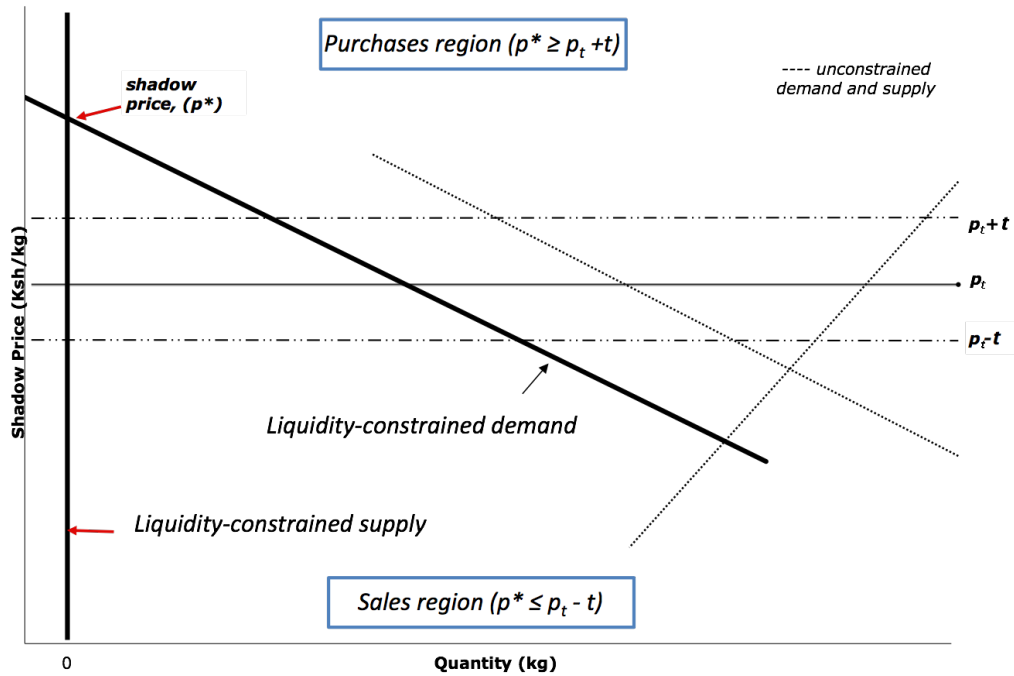 Purchases region (p* ≥ pt +t)
---- unconstrained
demand and supply
shadow
price, (p*)
pt+t
pt
pt-t
Shadow Price (Ksh/kg)
Liquidity-constrained demand
Liquidity-constrained supply
Sales region (p* ≤ pt - t)
0
Quantity (kg)